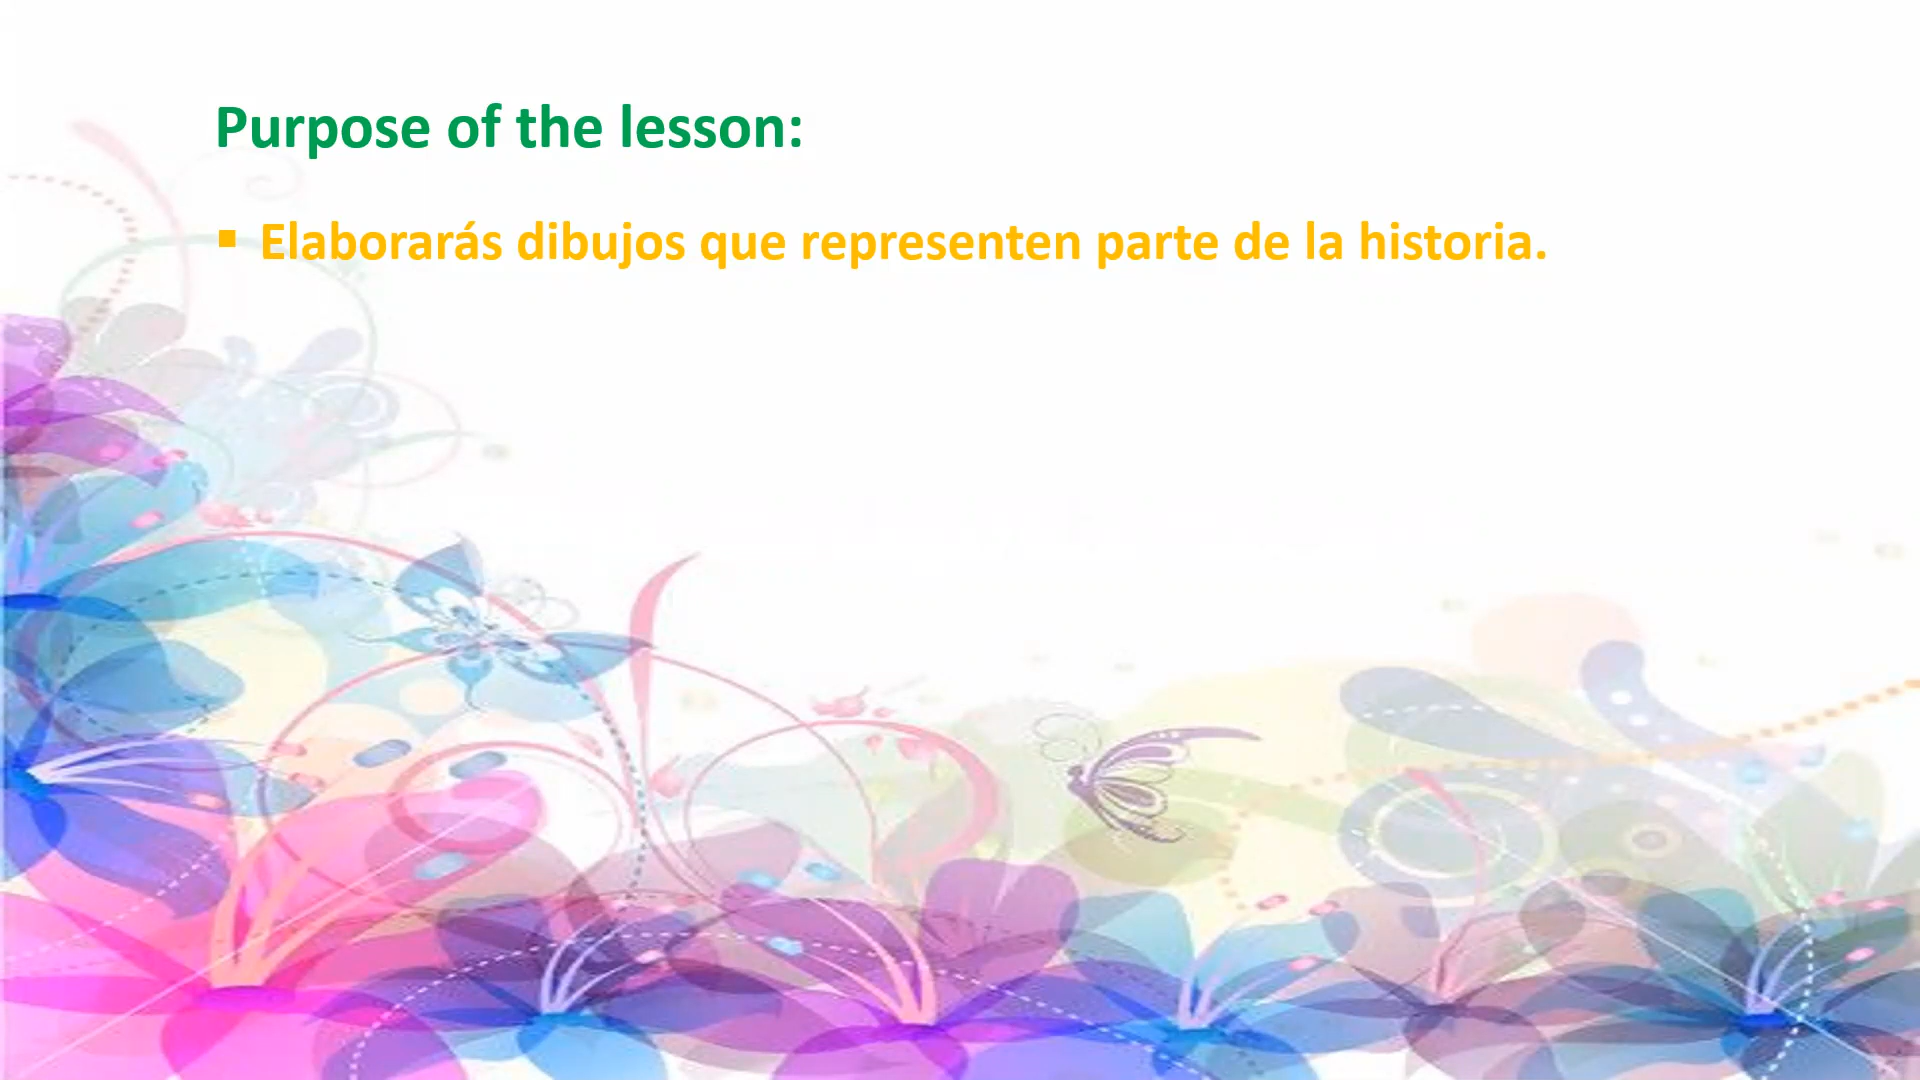 Purpose of the lesson:
▪ Elaborarás dibujos que representen parte de la historia.